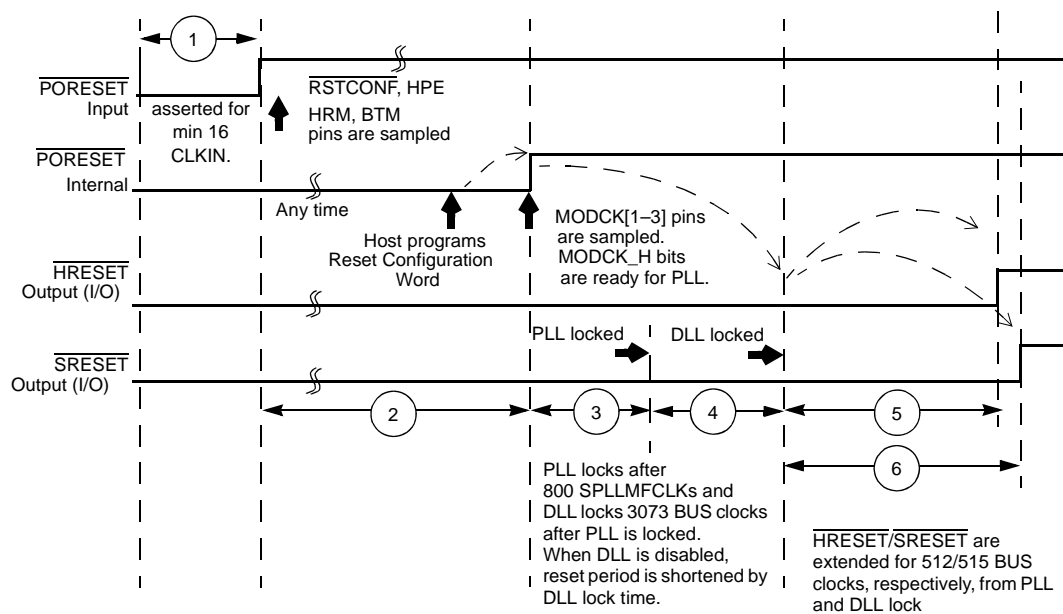 1
PORESET
Input
asserted for
min 16
CLKIN.
RSTCONF, HPE
HRM, BTM
pins are sampled
PORESET
Internal
Any time
Host programs
Reset Configuration
Word
MODCK[1–3] pins
are sampled.
MODCK_H bits
are ready for PLL.
HRESET
Output (I/O)
PLL locked
DLL locked
SRESET
Output (I/O)
2
3
4
5
6
PLL locks after
800 SPLLMFCLKs and
DLL locks 3073 BUS clocks
after PLL is locked.
When DLL is disabled,
reset period is shortened by
DLL lock time.
HRESET/SRESET are
extended for 512/515 BUS
clocks, respectively, from PLL
and DLL lock